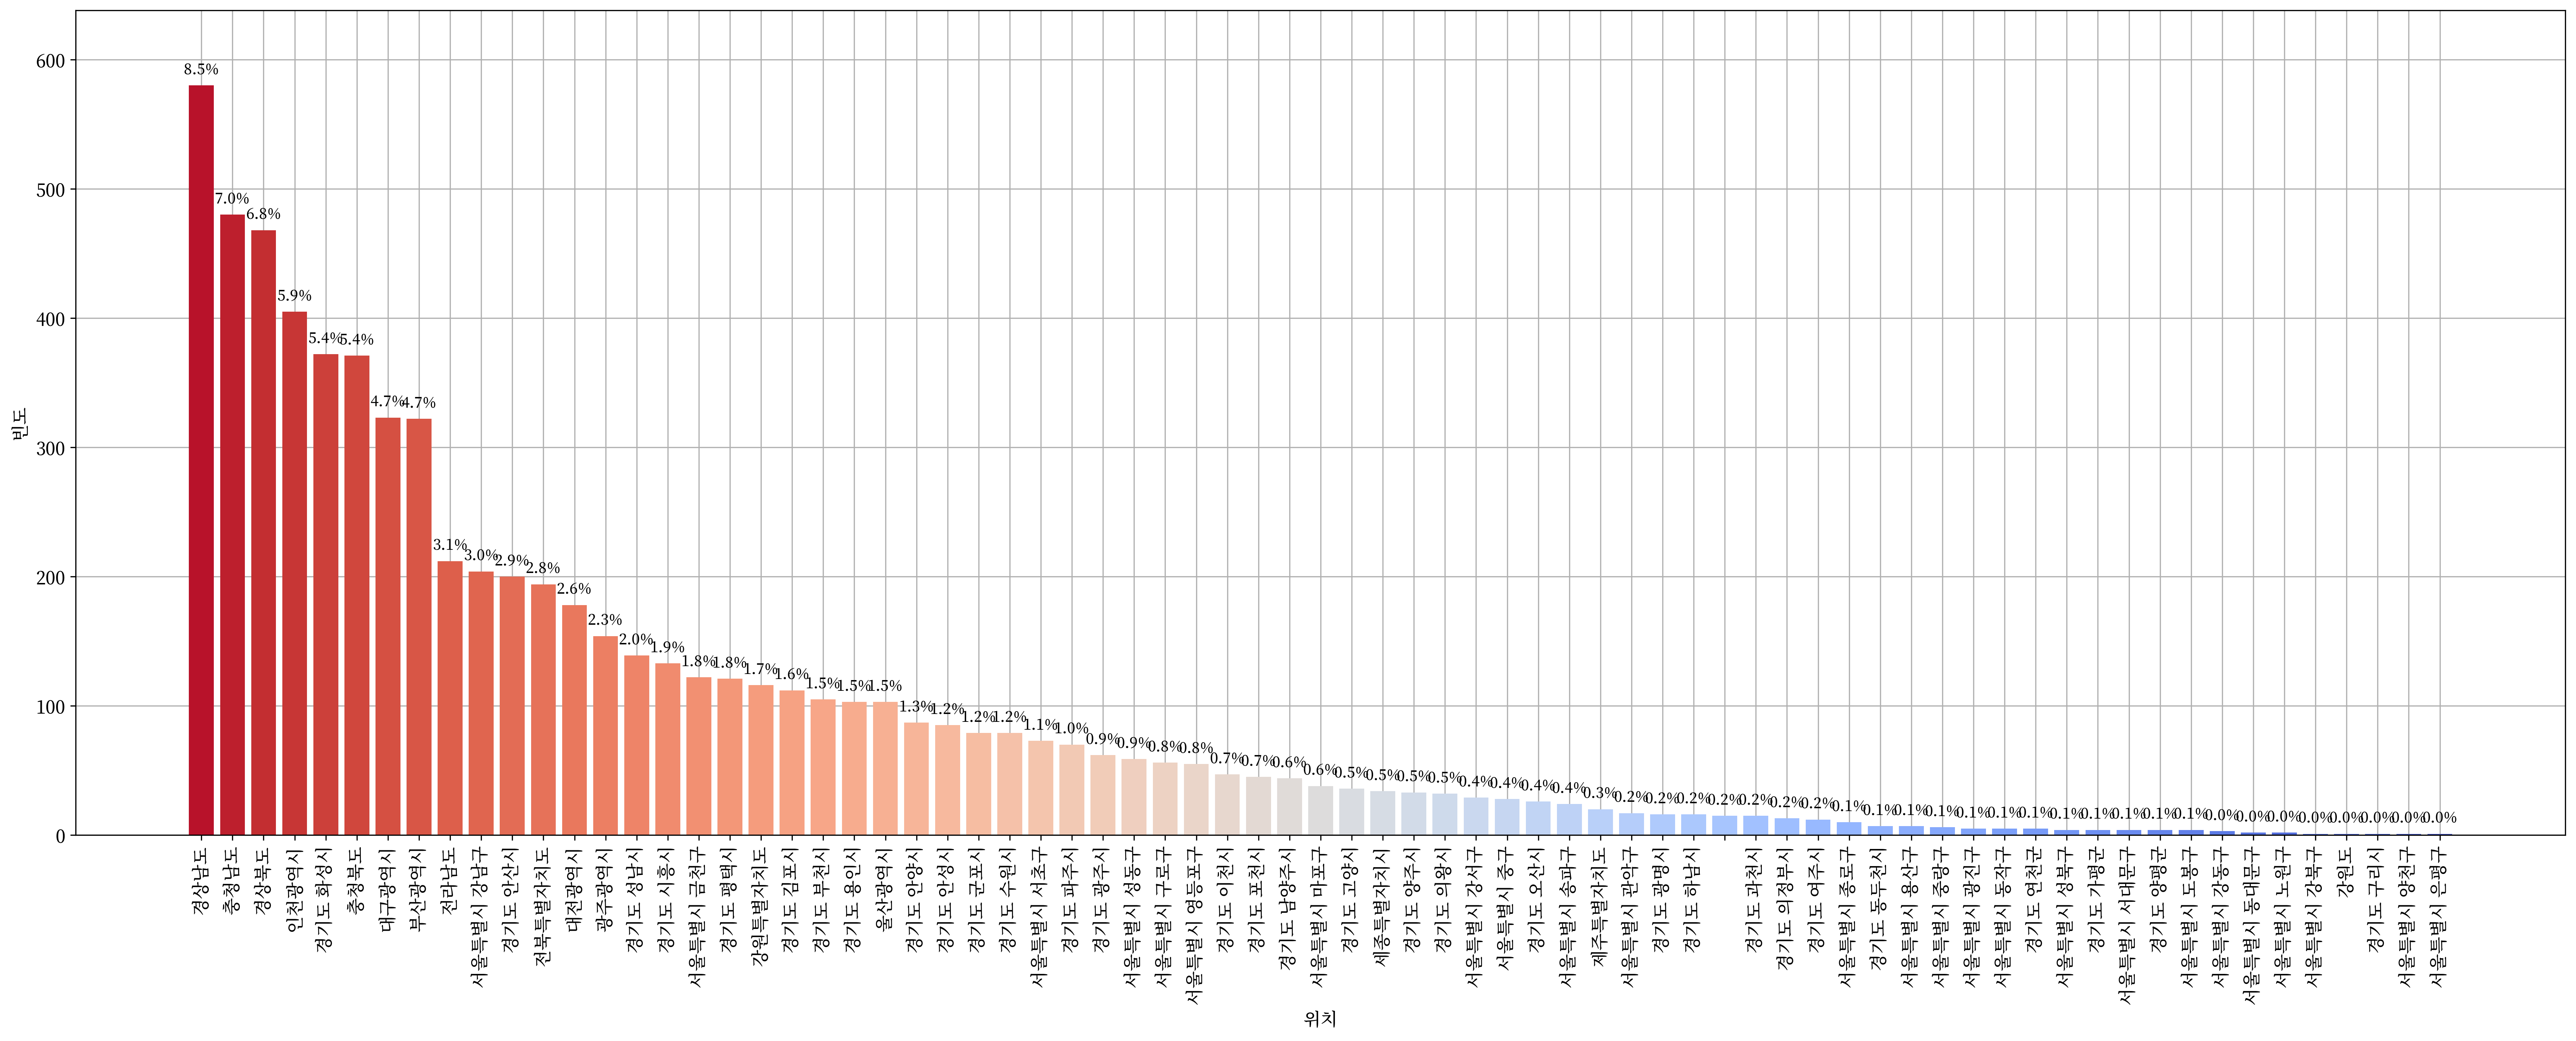 600
500
400
300
200
100
0
빈도
8.5%
7.0%
6.8%
5.9%
5.4%
5.4%
4.7%
4.7%
3.1%
3.0%
2.9%
2.8%
2.6%
2.3%
2.0%
1.9%
1.8%
1.8%
1.7%
1.6%
1.5%
1.5%
1.5%
1.3%
1.2%
1.2%
1.2%
1.1%
1.0%
0.9%
0.9%
0.8%
0.8%
0.7%
0.7%
0.6%
0.6%
0.5%
0.5%
0.5%
0.5%
0.4%
0.4%
0.4%
0.4%
0.3%
0.2%
0.2%
0.2%
0.2%
0.2%
0.2%
0.2%
0.1%
0.1%
0.1%
0.1%
0.1%
0.1%
0.1%
0.1%
0.1%
0.1%
0.1%
0.1%
0.0%
0.0%
0.0%
0.0%
0.0%
0.0%
0.0%
0.0%
경상남도
충청남도
경상북도
인천광역시
경기도 화성시
충청북도
대구광역시
부산광역시
전라남도
서울특별시 강남구
경기도 안산시
전북특별자치도
대전광역시
광주광역시
경기도 성남시
경기도 시흥시
서울특별시 금천구
경기도 평택시
강원특별자치도
경기도 김포시
경기도 부천시
경기도 용인시
울산광역시
경기도 안양시
경기도 안성시
경기도 군포시
경기도 수원시
서울특별시 서초구
경기도 파주시
경기도 광주시
서울특별시 성동구
서울특별시 구로구
서울특별시 영등포구
경기도 이천시
경기도 포천시
경기도 남양주시
서울특별시 마포구
경기도 고양시
세종특별자치시
경기도 양주시
경기도 의왕시
서울특별시 강서구
서울특별시 중구
경기도 오산시
서울특별시 송파구
제주특별자치도
서울특별시 관악구
경기도 광명시
경기도 하남시
경기도 과천시
경기도 의정부시
경기도 여주시
서울특별시 종로구
경기도 동두천시
서울특별시 용산구
서울특별시 중랑구
서울특별시 광진구
서울특별시 동작구
경기도 연천군
서울특별시 성북구
경기도 가평군
서울특별시 서대문구
경기도 양평군
서울특별시 도봉구
서울특별시 강동구
서울특별시 동대문구
서울특별시 노원구
서울특별시 강북구
강원도
경기도 구리시
서울특별시 양천구
서울특별시 은평구
위치